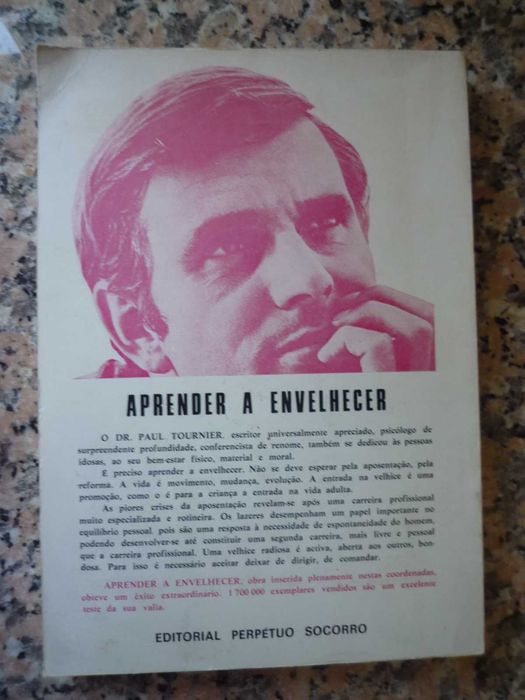 APRENDER A ENVELHECER
O DR. PAUL TOURNIER, escritor universalmente apreciado, psicólogo de
surpreendente profundidade, conferencista de renome, também se dedicou às pessoas
idosas, ao seu bem-estar físico, material e moral.
É preciso aprender a envelhecer. Não se deve esperar pela aposentação, pela
reforma. A vida é movimento, mudança, evolução. A entrada na velhice é uma
promoção, como o é para a criança a entrada na vida adulta.
As piores crises da aposentação revelam-se após uma carreira profissional
muito especializada e rotineira. Os lazeres desempenham um papel importante no
equilíbrio pessoal, pois são uma resposta à necessidade de espontaneidade do homem,
podendo desenvolver-se até constituir uma segunda carreira, mais livre e pessoal
que a carreira profissional. Uma velhice radiosa é activa, aberta aos outros, bon-
dosa. Para isso é necessário aceitar deixar de dirigir, de comandar.
APRENDER A ENVELHECER, obra inserida plenamente nestas coordenadas,
obteve um êxito extraordinário. 1 700 000 exemplares vendidos são um excelente
teste da sua valia.
EDITORIAL PERPÉTUO SOCORRO